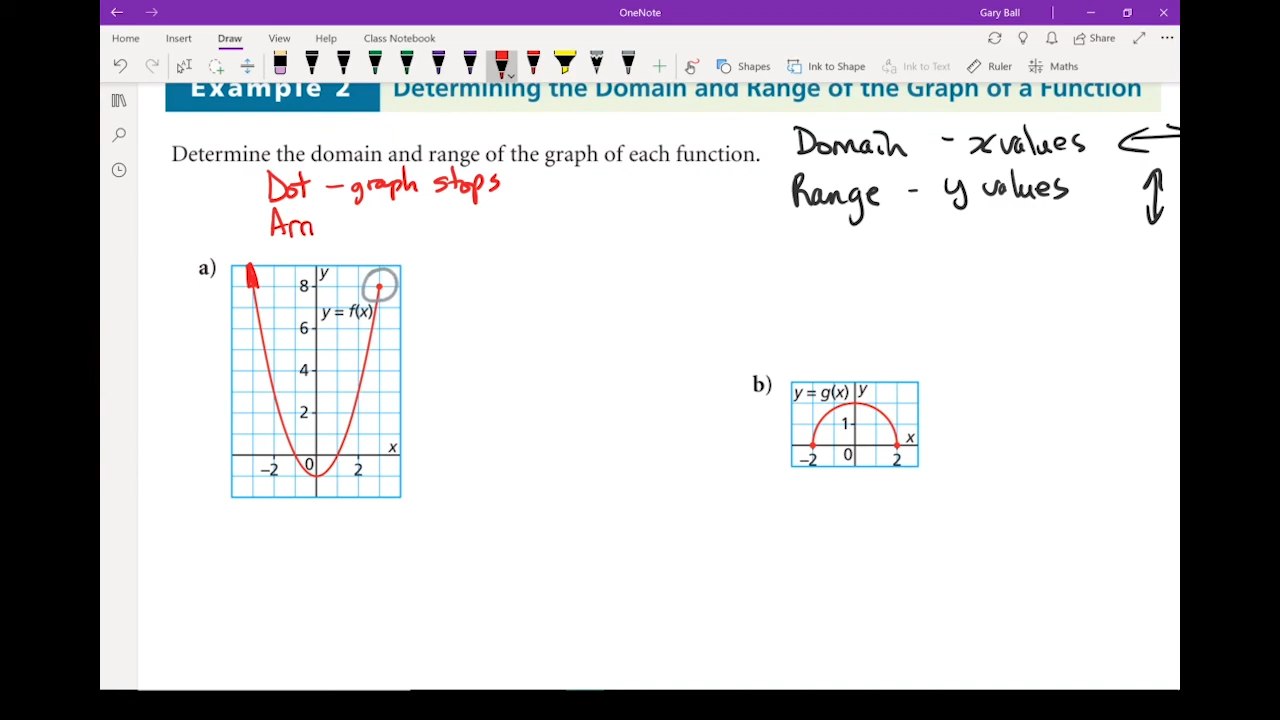 OneNote
Gary Ball
Home Insert Draw View Help Class Notebook
Share
Shapes Ink to Shape Ink to Text Ruler Maths
Example 2 Determining the Domain and Range of the Graph of a Function
Determine the domain and range of the graph of each function.
Domain - x values
Range - y values
Dot - graph stops
Arr
a)
y
8
y = f(x)
6
4
2
x
-2 0 2
b)
y = g(x) y
1
x
-2 0 2